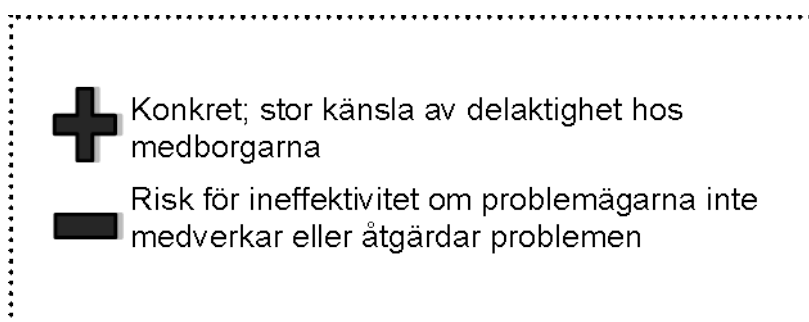 Konkret; stor känsla av delaktighet hos
medborgarna
Risk för ineffektivitet om problemägarna inte
medverkar eller åtgärdar problemen